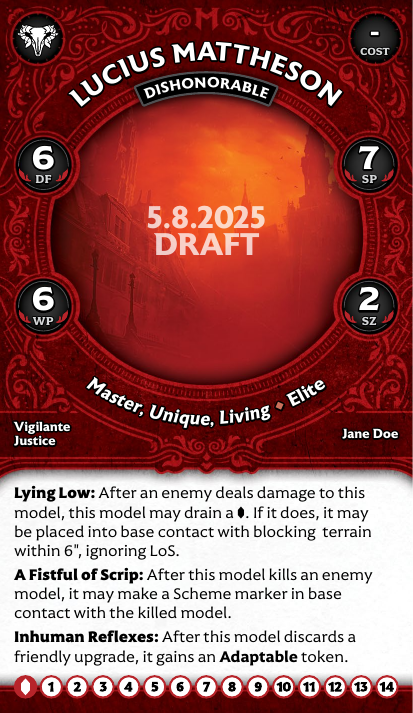 -
COST
LUCIUS MATTHESON
DISHONORABLE
6
DF
7
SP
5.8.2025
DRAFT
6
WP
2
SZ
Master, Unique, Living ♦ Elite
Vigilante
Justice
Jane Doe
Lying Low: After an enemy deals damage to this
model, this model may drain a ⬮. If it does, it may
be placed into base contact with blocking terrain
within 6", ignoring LoS.
A Fistful of Scrip: After this model kills an enemy
model, it may make a Scheme marker in base
contact with the killed model.
Inhuman Reflexes: After this model discards a
friendly upgrade, it gains an Adaptable token.
1 2 3 4 5 6 7 8 9 10 11 12 13 14